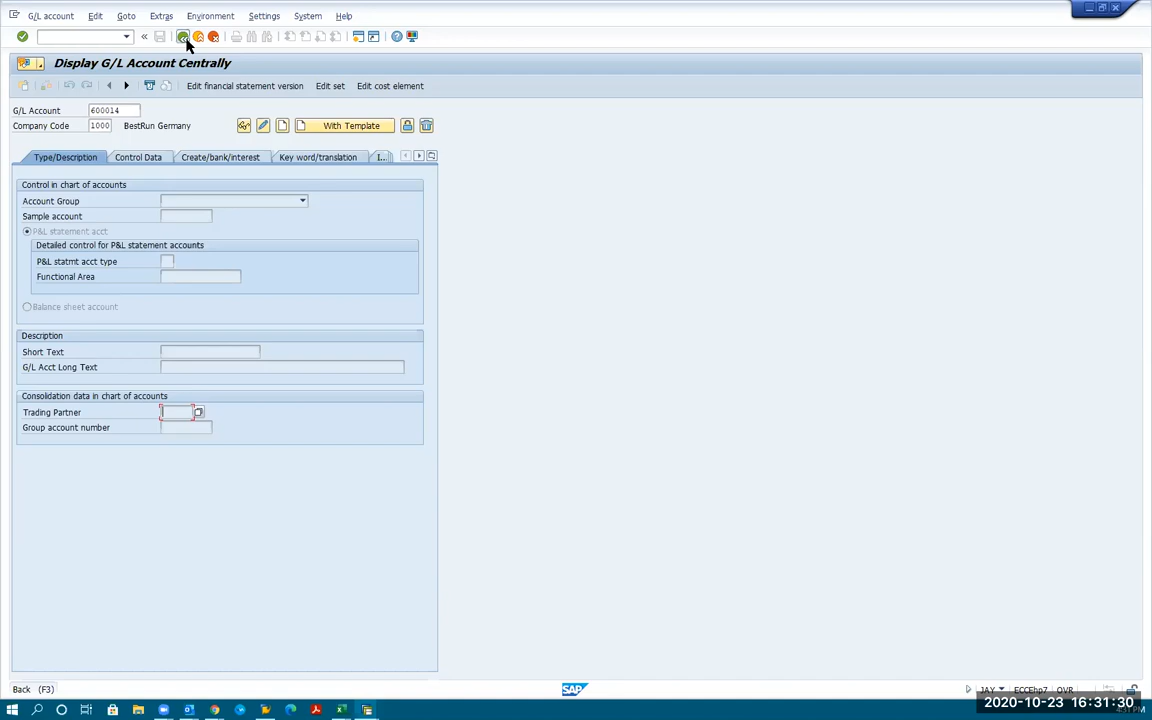 G/L account Edit Goto Extras Environment Settings System Help
Display G/L Account Centrally
Edit financial statement version Edit set Edit cost element
G/L Account 600014
Company Code 1000 BestRun Germany With Template
Type/Description Control Data Create/bank/interest Key word/translation I...
Control in chart of accounts
Account Group
Sample account
P&L statement acct
Detailed control for P&L statement accounts
P&L statmt acct type
Functional Area
Balance sheet account
Description
Short Text
G/L Acct Long Text
Consolidation data in chart of accounts
Trading Partner
Group account number
Back (F3) SAP JAY ECCEhp7 OVR
2020-10-23 16:31:30